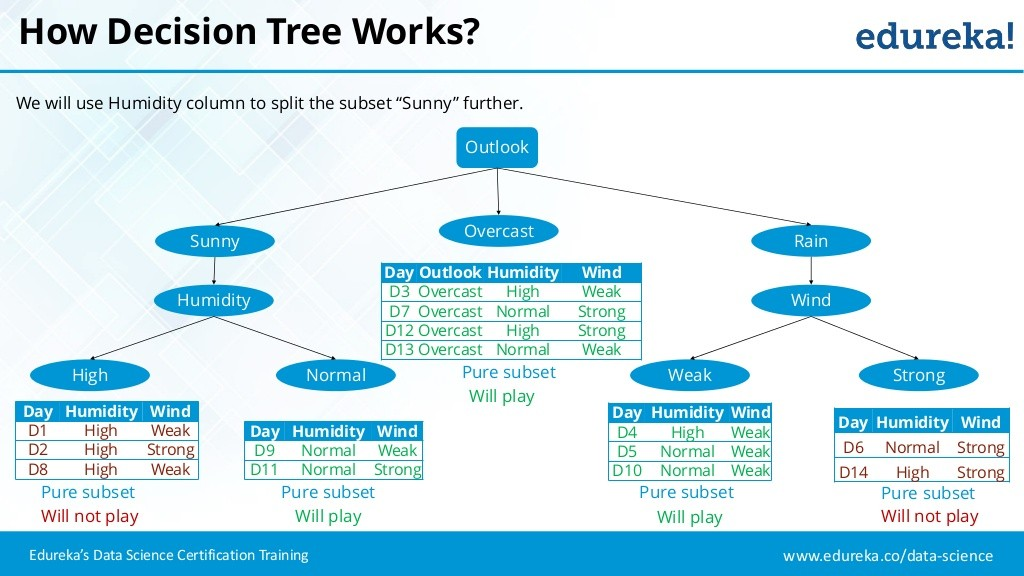 How Decision Tree Works?
edureka!
We will use Humidity column to split the subset “Sunny” further.
Outlook
Sunny
Overcast
Rain
Humidity
Wind
Day Outlook Humidity Wind
D3 Overcast High Weak
D7 Overcast Normal Strong
D12 Overcast High Strong
D13 Overcast Normal Weak
Pure subset
Will play
High
Normal
Weak
Strong
Day Humidity Wind
D1 High Weak
D2 High Strong
D8 High Weak
Pure subset
Will not play
Day Humidity Wind
D9 Normal Weak
D11 Normal Strong
Pure subset
Will play
Day Humidity Wind
D4 High Weak
D5 Normal Weak
D10 Normal Weak
Pure subset
Will play
Day Humidity Wind
D6 Normal Strong
D14 High Strong
Pure subset
Will not play
Edureka’s Data Science Certification Training
www.edureka.co/data-science